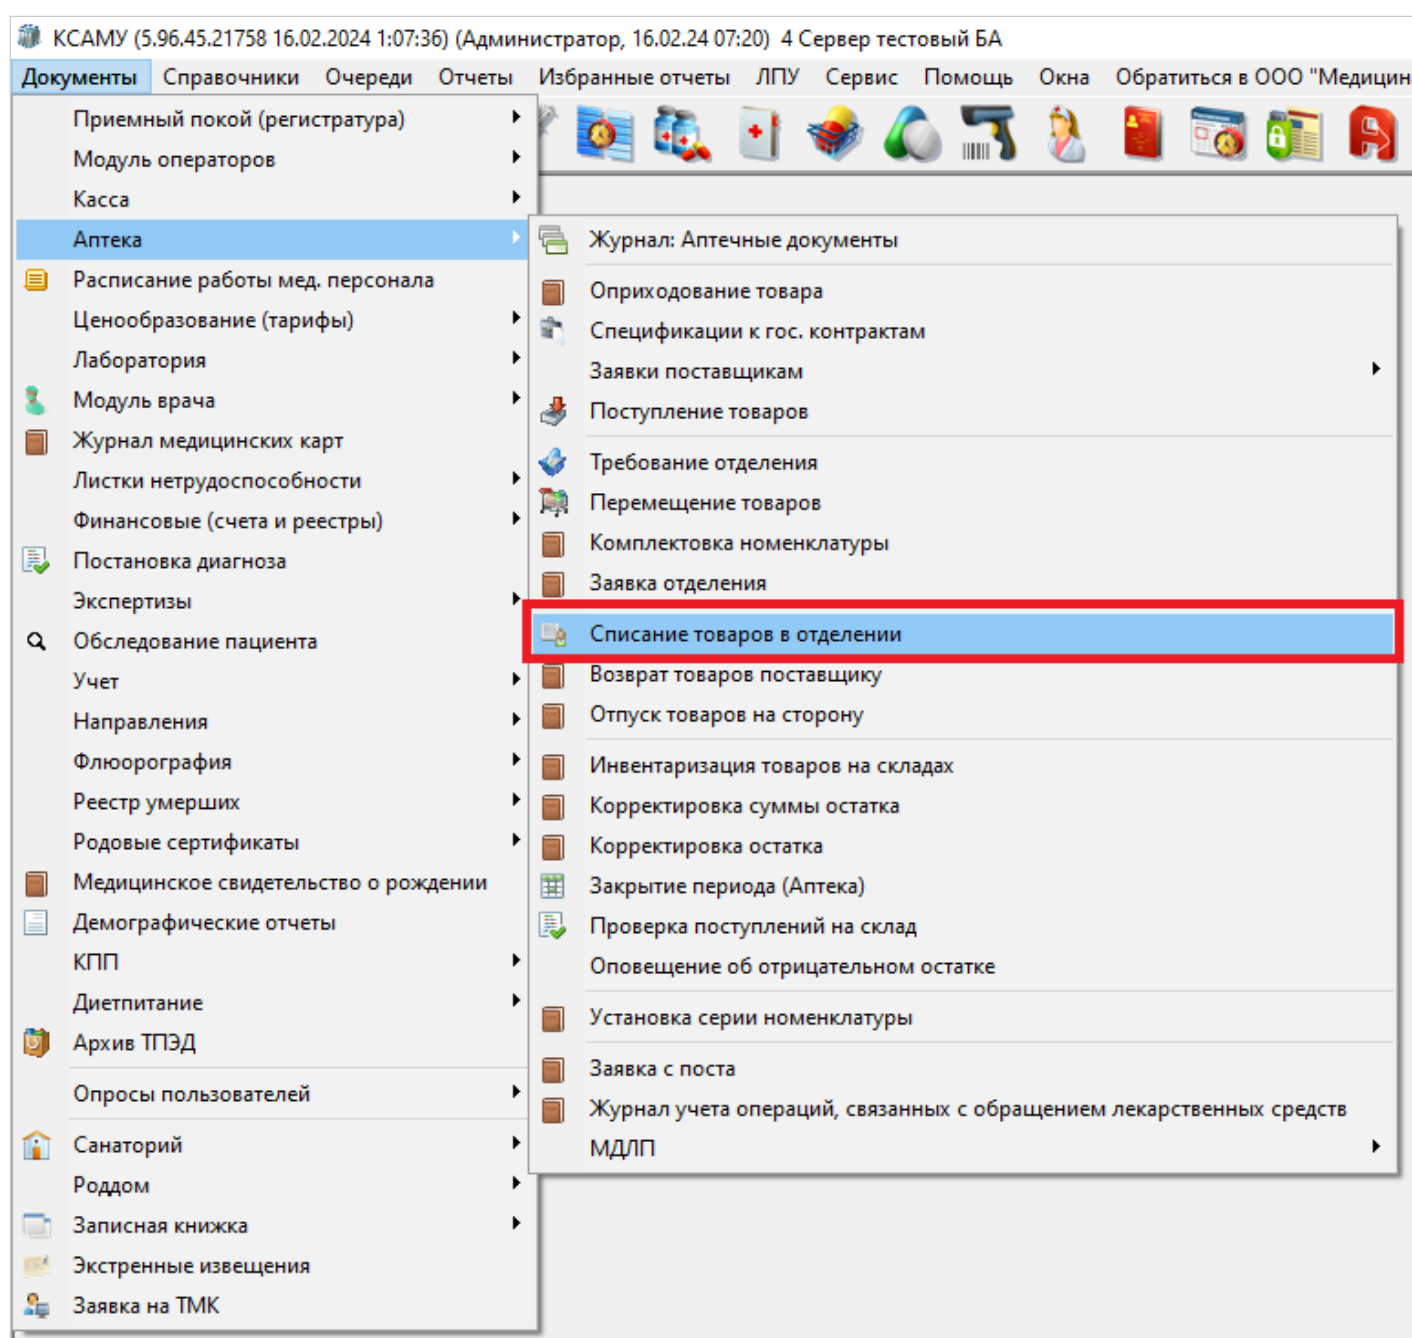 КСАМУ (5.96.45.21758 16.02.2024 1:07:36) (Администратор, 16.02.24 07:20) 4 Сервер тестовый БА
Документы Справочники Очереди Отчеты Избранные отчеты ЛПУ Сервис Помощь Окна Обратиться в ООО "Медицин
Приемный покой (регистратура)
Модуль операторов
Касса
Аптека
Расписание работы мед. персонала
Ценообразование (тарифы)
Лаборатория
Модуль врача
Журнал медицинских карт
Листки нетрудоспособности
Финансовые (счета и реестры)
Постановка диагноза
Экспертизы
Обследование пациента
Учет
Направления
Флюорография
Реестр умерших
Родовые сертификаты
Медицинское свидетельство о рождении
Демографические отчеты
КПП
Диетпитание
Архив ТПЭД
Опросы пользователей
Санаторий
Роддом
Записная книжка
Экстренные извещения
Заявка на ТМК
Журнал: Аптечные документы
Оприходование товара
Спецификации к гос. контрактам
Заявки поставщикам
Поступление товаров
Требование отделения
Перемещение товаров
Комплектовка номенклатуры
Заявка отделения
Списание товаров в отделении
Возврат товаров поставщику
Отпуск товаров на сторону
Инвентаризация товаров на складах
Корректировка суммы остатка
Корректировка остатка
Закрытие периода (Аптека)
Проверка поступлений на склад
Оповещение об отрицательном остатке
Установка серии номенклатуры
Заявка с поста
Журнал учета операций, связанных с обращением лекарственных средств
МДЛП